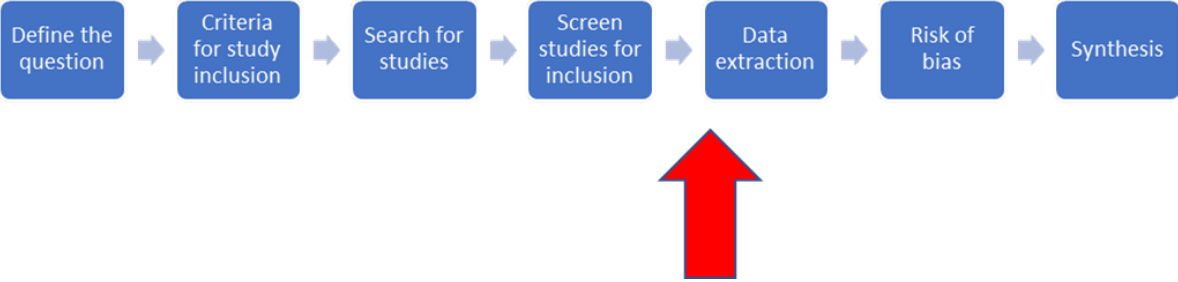 Define the
question
Criteria
for study
inclusion
Search for
studies
Screen
studies for
inclusion
Data
extraction
Risk of
bias
Synthesis